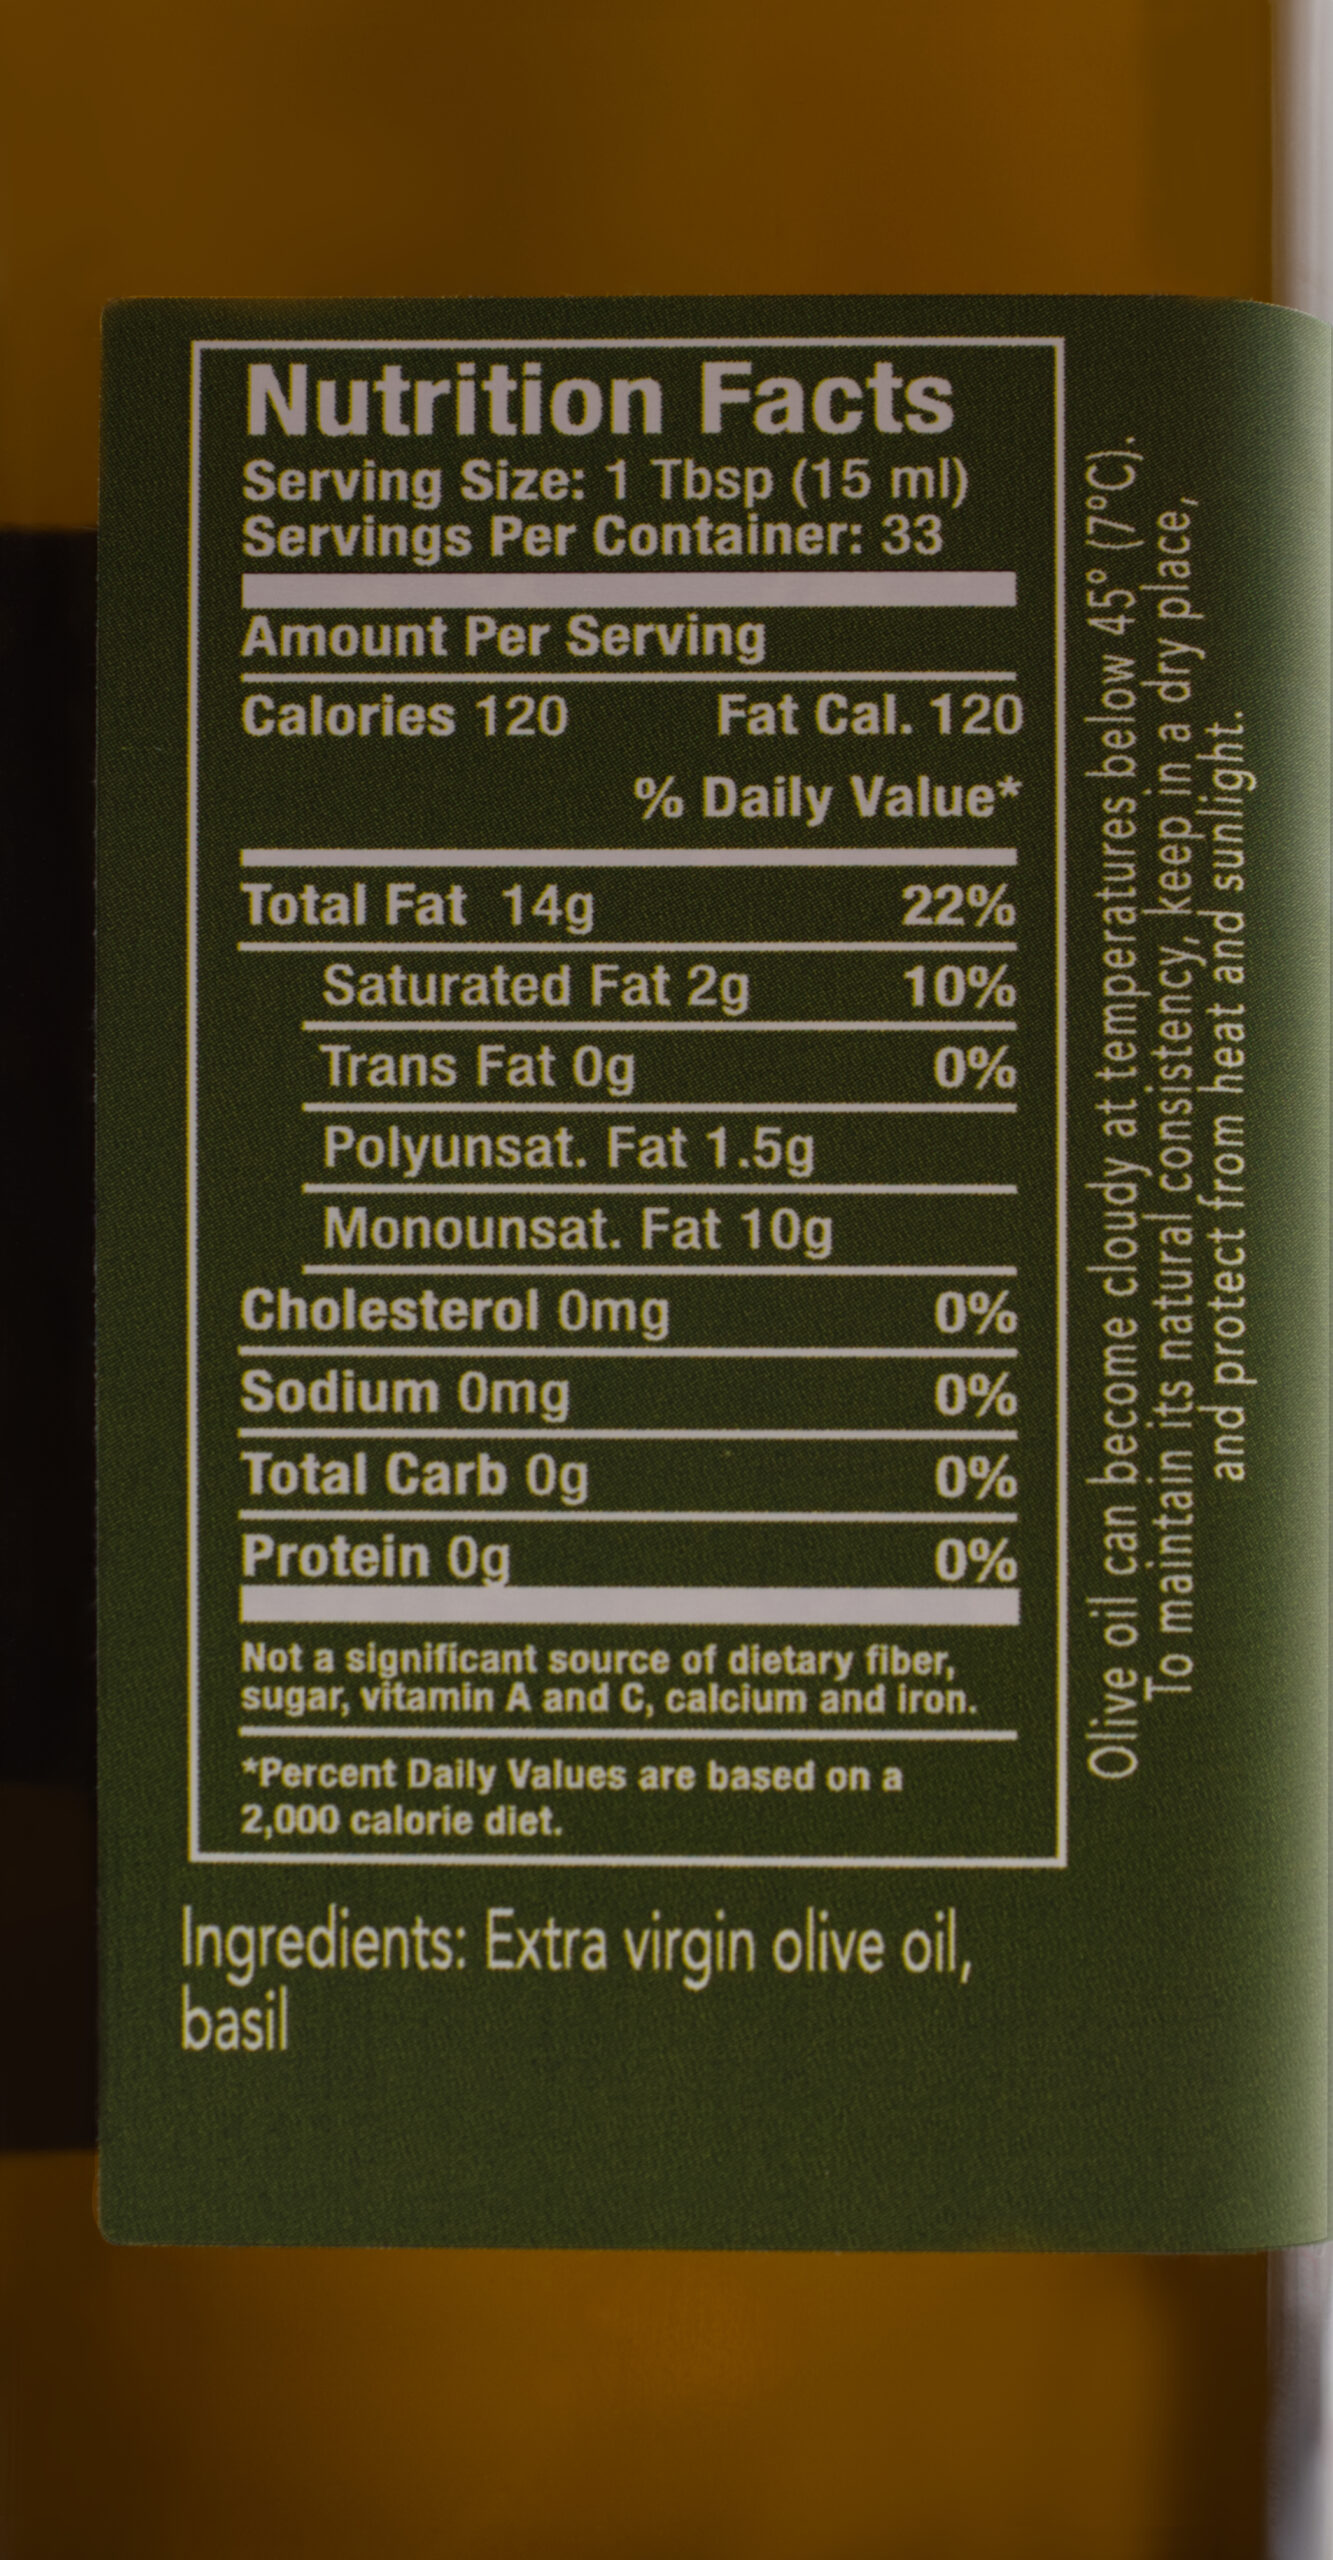 Nutrition Facts
Serving Size: 1 Tbsp (15 ml)
Servings Per Container: 33
Amount Per Serving
Calories 120 Fat Cal. 120
% Daily Value*
Total Fat 14g 22%
Saturated Fat 2g 10%
Trans Fat 0g 0%
Polyunsat. Fat 1.5g
Monounsat. Fat 10g
Cholesterol 0mg 0%
Sodium 0mg 0%
Total Carb 0g 0%
Protein 0g 0%
Not a significant source of dietary fiber,
sugar, vitamin A and C, calcium and iron.
*Percent Daily Values are based on a
2,000 calorie diet.
Ingredients: Extra virgin olive oil,
basil
Olive oil can become cloudy at temperatures below 45° (7°C).
To maintain its natural consistency, keep in a dry place,
and protect from heat and sunlight.